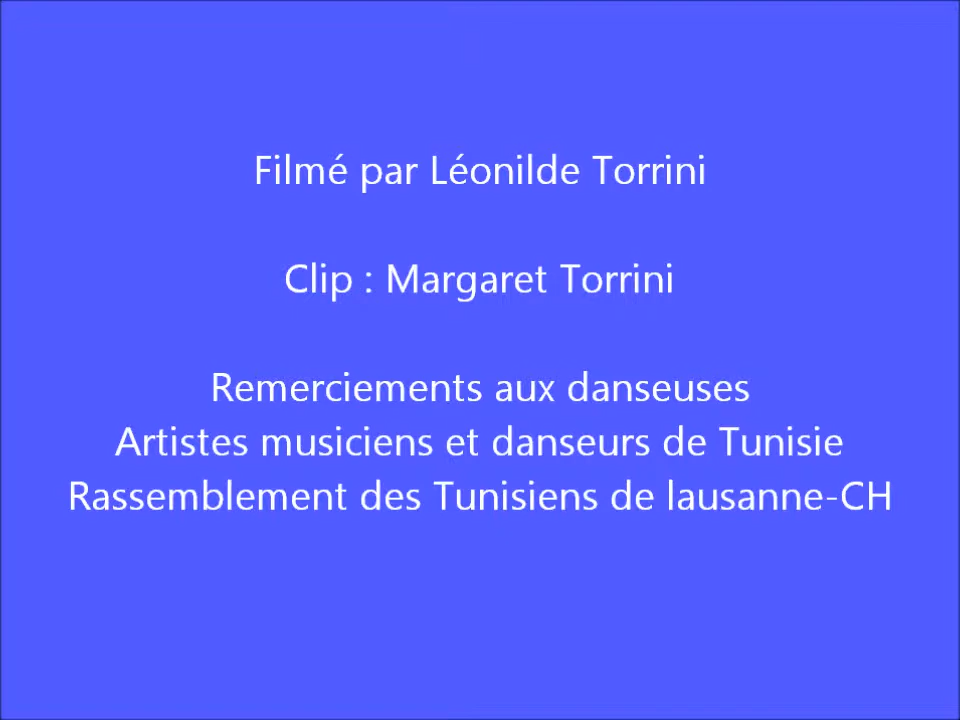 Filmé par Léonilde Torrini
Clip : Margaret Torrini
Remerciements aux danseuses
Artistes musiciens et danseurs de Tunisie
Rassemblement des Tunisiens de lausanne-CH